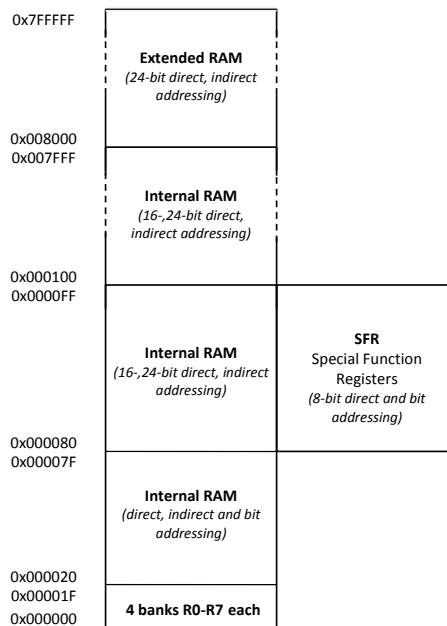 0x7FFFFF
Extended RAM
(24-bit direct, indirect
addressing)
0x008000
0x007FFF
Internal RAM
(16-,24-bit direct,
indirect addressing)
0x000100
0x0000FF
Internal RAM
(16-,24-bit direct, indirect
addressing)
SFR
Special Function
Registers
(8-bit direct and bit
addressing)
0x000080
0x00007F
Internal RAM
(direct, indirect and bit
addressing)
0x000020
0x00001F
4 banks R0-R7 each
0x000000